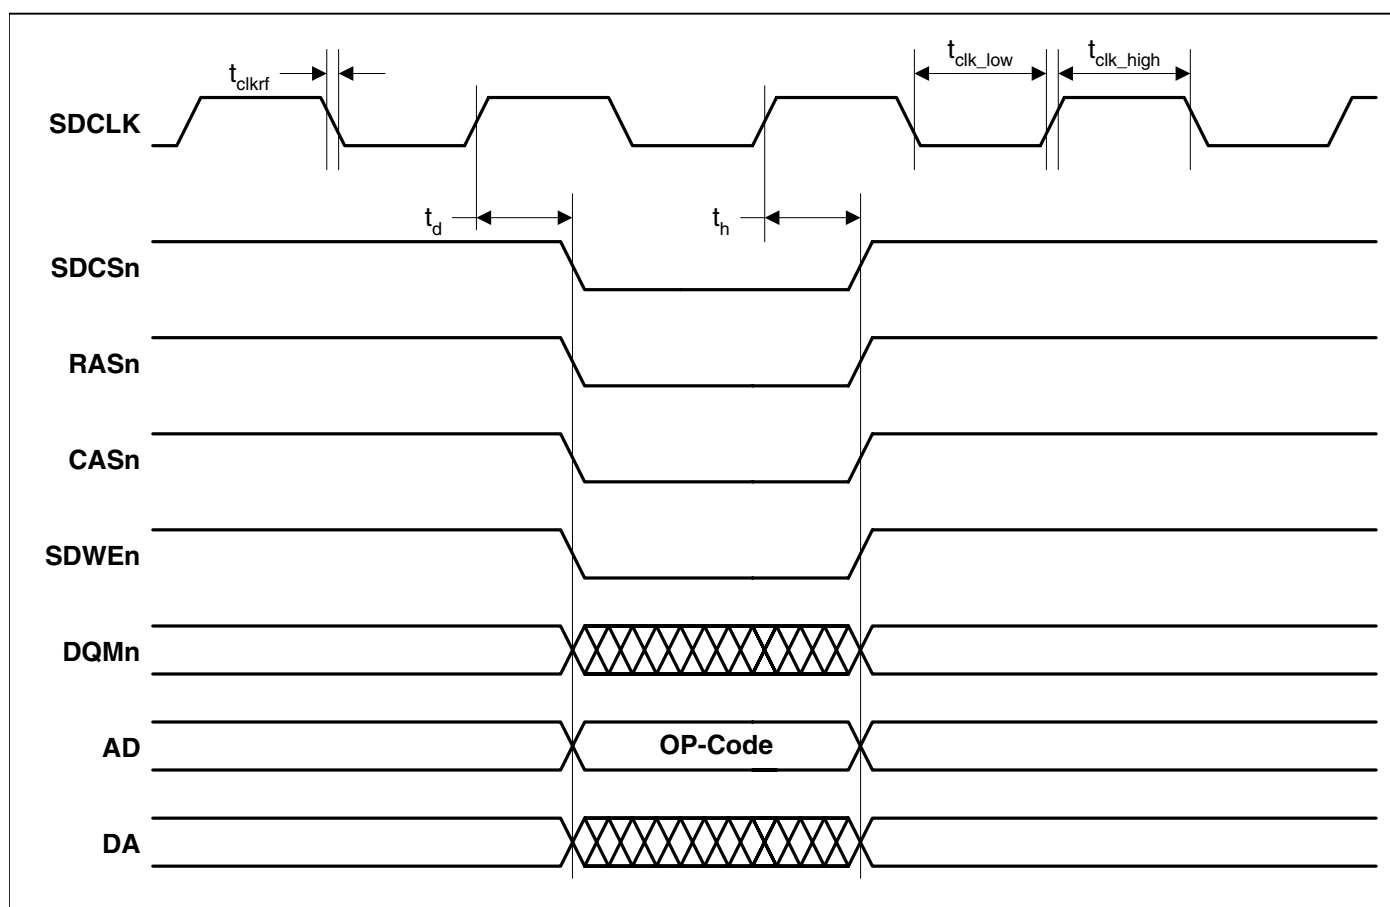 t_clkrf
t_clk_low
t_clk_high
SDCLK
t_d
t_h
SDCSn
RASn
CASn
SDWEn
DQMn
AD
OP-Code
DA